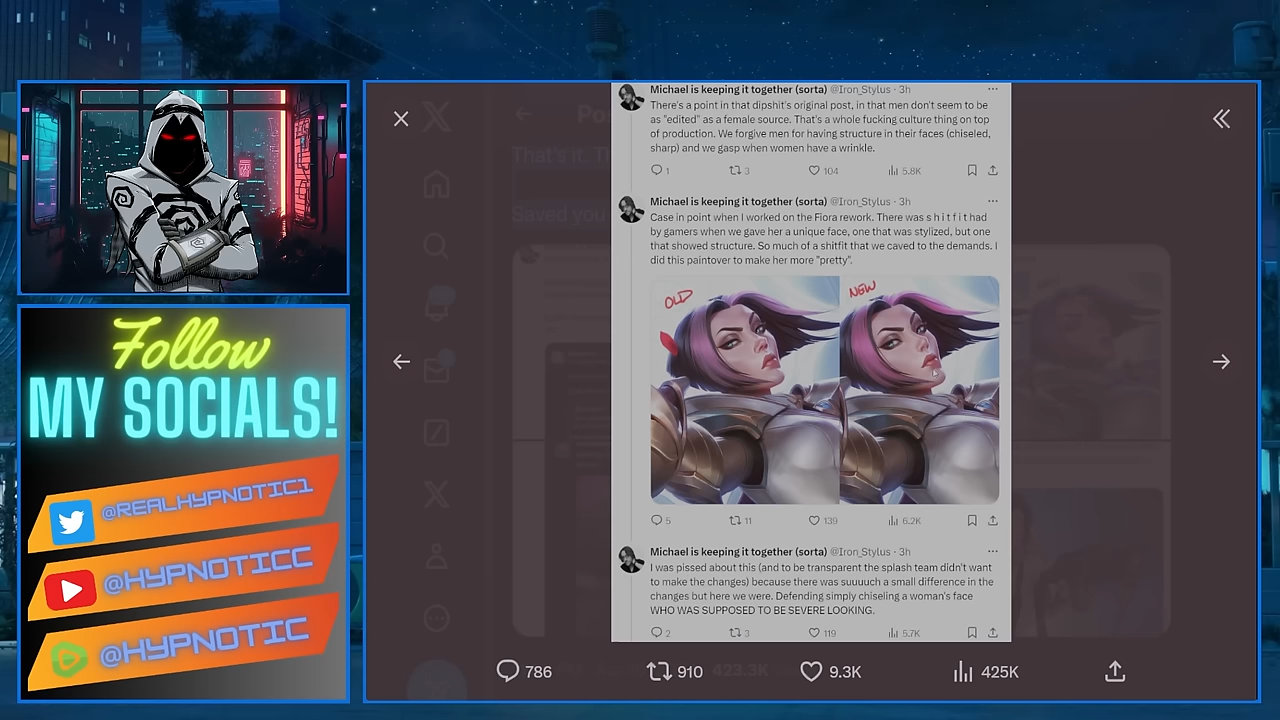 Follow
MY SOCIALS!
@REALHYPNOTIC1
@HYPNOTICC
@HYPNOTIC
Michael is keeping it together (sorta) @Iron_Stylus · 3h
There's a point in that dipshit's original post, in that men don't seem to be
as "edited" as a female source. That's a whole fucking culture thing on top
of production. We forgive men for having structure in their faces (chiseled,
sharp) and we gasp when women have a wrinkle.
1 3 104 5.8K
Michael is keeping it together (sorta) @Iron_Stylus · 3h
Case in point when I worked on the Fiora rework. There was s h i t f i t had
by gamers when we gave her a unique face, one that was stylized, but one
that showed structure. So much of a shitfit that we caved to the demands. I
did this paintover to make her more "pretty".
OLD NEW
5 11 139 6.2K
Michael is keeping it together (sorta) @Iron_Stylus · 3h
I was pissed about this (and to be transparent the splash team didn't want
to make the changes) because there was suuuuch a small difference in the
changes but here we were. Defending simply chiseling a woman's face
WHO WAS SUPPOSED TO BE SEVERE LOOKING.
2 3 119 5.7K
786 910 423.3K 9.3K 425K